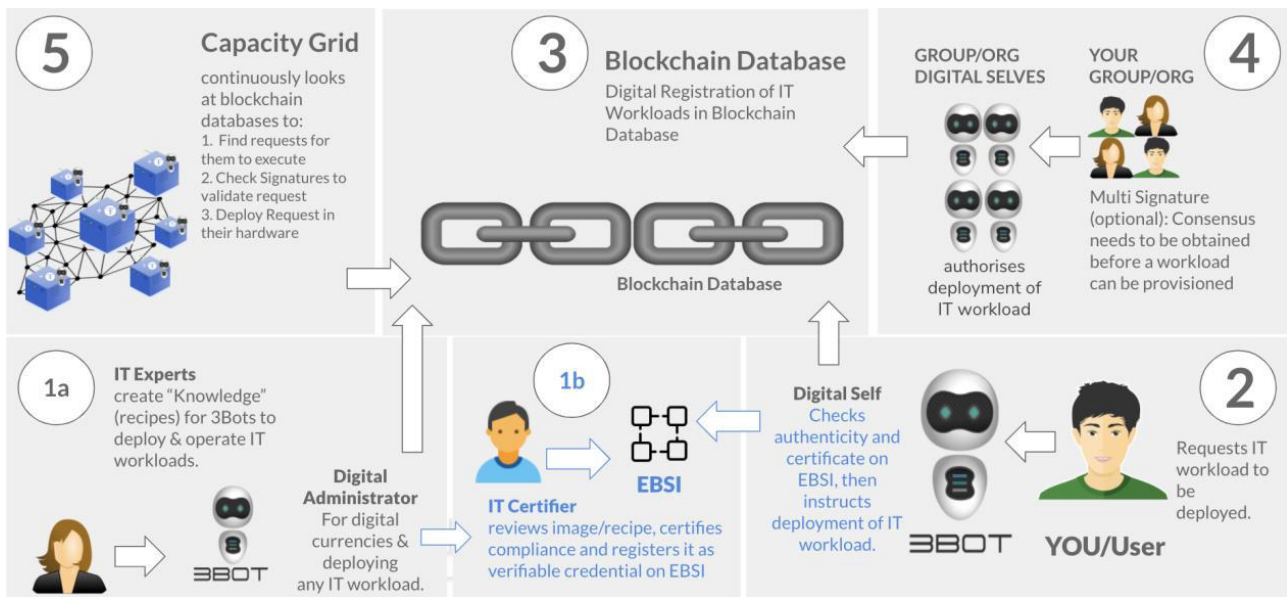 5
Capacity Grid
continuously looks
at blockchain
databases to:
1. Find requests for
them to execute
2. Check Signatures to
validate request
3. Deploy Request in
their hardware
3
Blockchain Database
Digital Registration of IT
Workloads in Blockchain
Database
Blockchain Database
4
GROUP/ORG
DIGITAL SELVES
authorises
deployment of
IT workload
YOUR
GROUP/ORG
Multi Signature
(optional): Consensus
needs to be obtained
before a workload
can be provisioned
1a
IT Experts
create “Knowledge”
(recipes) for 3Bots to
deploy & operate IT
workloads.
3BOT
Digital
Administrator
For digital
currencies &
deploying
any IT workload.
1b
EBSI
IT Certifier
reviews image/recipe, certifies
compliance and registers it as
verifiable credential on EBSI
Digital Self
Checks
authenticity and
certificate on
EBSI, then
instructs
deployment of IT
workload.
3BOT
YOU/User
2
Requests IT
workload to
be
deployed.